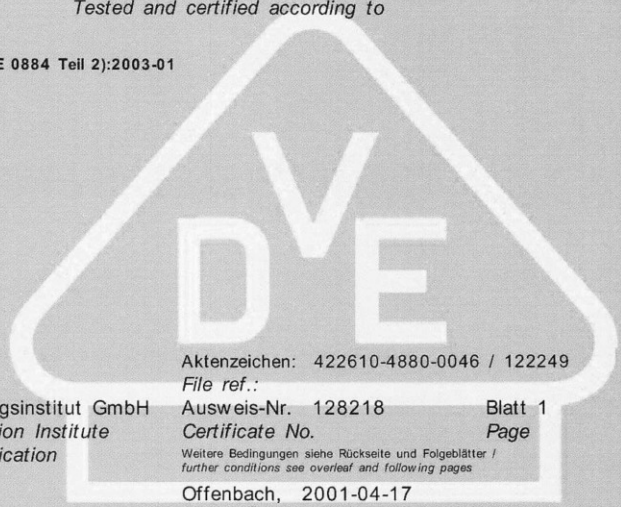 Tested and certified according to
E 0884 Teil 2):2003-01
VDE
Aktenzeichen: 422610-4880-0046 / 122249
File ref.:
gsinstitut GmbH Ausweis-Nr. 128218 Blatt 1
ion Institute Certificate No. Page
ication Weitere Bedingungen siehe Rückseite und Folgeblätter /
further conditions see overleaf and following pages
Offenbach, 2001-04-17